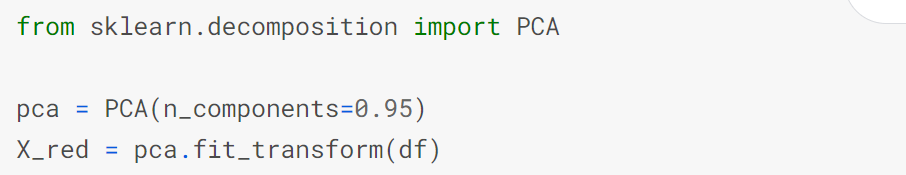 from sklearn.decomposition import PCA
pca = PCA(n_components=0.95)
X_red = pca.fit_transform(df)